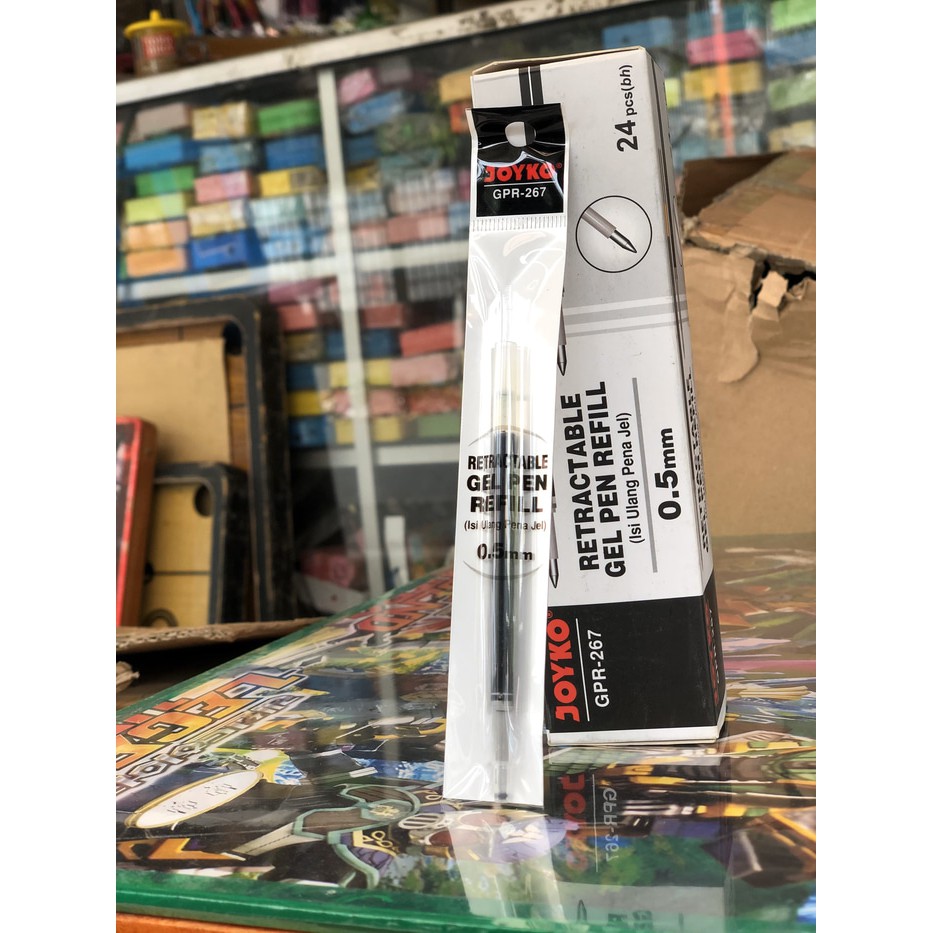 JOYKO
GPR-267
RETRACTABLE
GEL PEN
REFILL
(Isi Ulang Pena Jel)
0.5mm
24 pcs(bh)
RETRACTABLE
GEL PEN REFILL
(Isi Ulang Pena Jel)
0.5mm
JOYKO
GPR-267